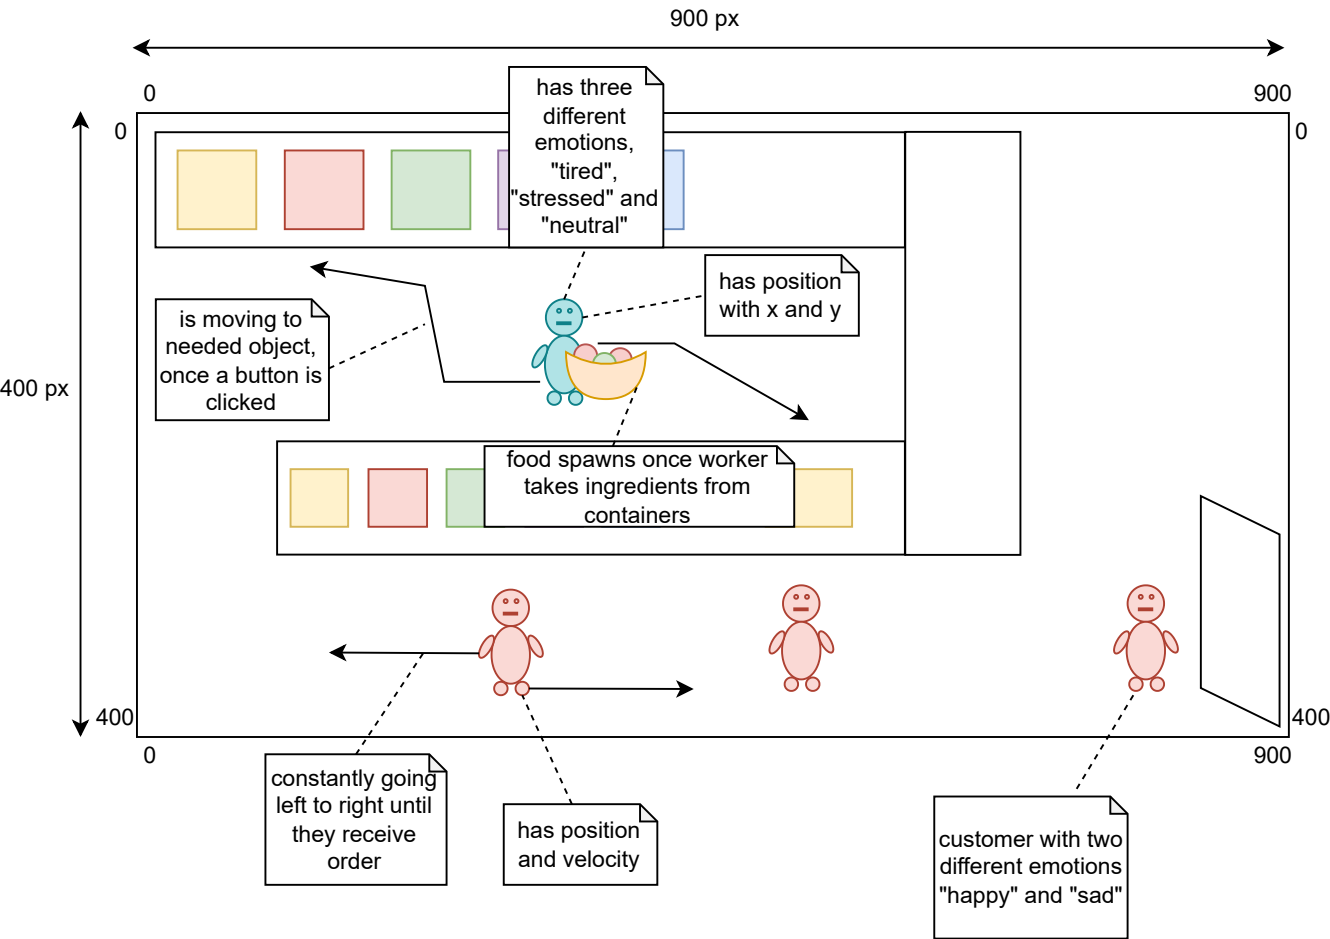 900 px
0
900
0
0
has three
different
emotions,
"tired",
"stressed" and
"neutral"
has position
with x and y
is moving to
needed object,
once a button is
clicked
400 px
food spawns once worker
takes ingredients from
containers
400
400
0
900
constantly going
left to right until
they receive
order
has position
and velocity
customer with two
different emotions
"happy" and "sad"